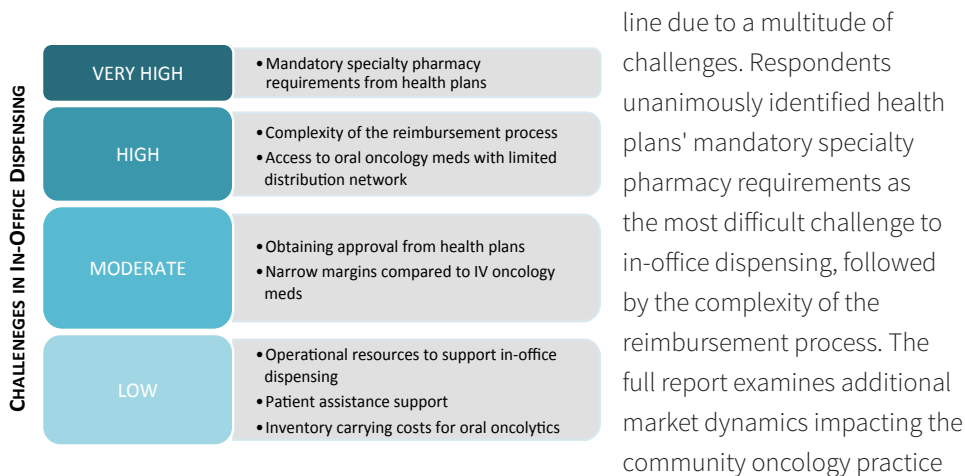 CHALLENEGES IN IN-OFFICE DISPENSING
VERY HIGH
• Mandatory specialty pharmacy
requirements from health plans
HIGH
• Complexity of the reimbursement process
• Access to oral oncology meds with limited
distribution network
MODERATE
• Obtaining approval from health plans
• Narrow margins compared to IV oncology
meds
LOW
• Operational resources to support in-office
dispensing
• Patient assistance support
• Inventory carrying costs for oral oncolytics
line due to a multitude of
challenges. Respondents
unanimously identified health
plans' mandatory specialty
pharmacy requirements as
the most difficult challenge to
in-office dispensing, followed
by the complexity of the
reimbursement process. The
full report examines additional
market dynamics impacting the
community oncology practice